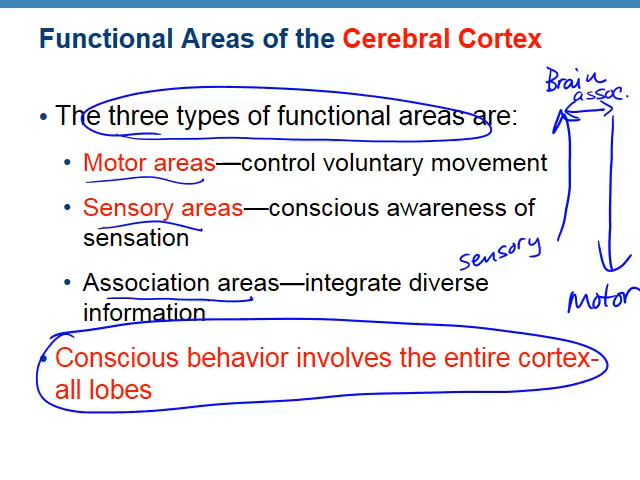 Functional Areas of the Cerebral Cortex
• The three types of functional areas are:
• Motor areas—control voluntary movement
• Sensory areas—conscious awareness of
sensation
• Association areas—integrate diverse
information
• Conscious behavior involves the entire cortex-
all lobes
Brain
assoc.
sensory
Motor